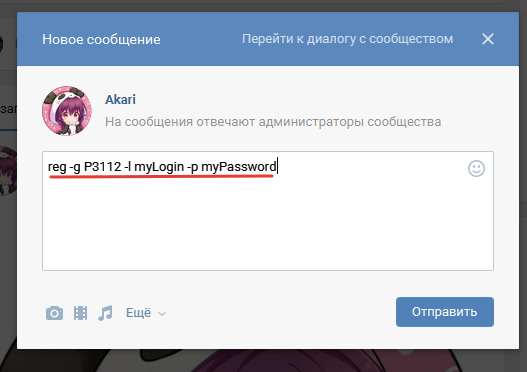 Новое сообщение
Перейти к диалогу с сообществом
Akari
На сообщения отвечают администраторы сообщества
reg -g P3112 -l myLogin -p myPassword
Ещё
Отправить